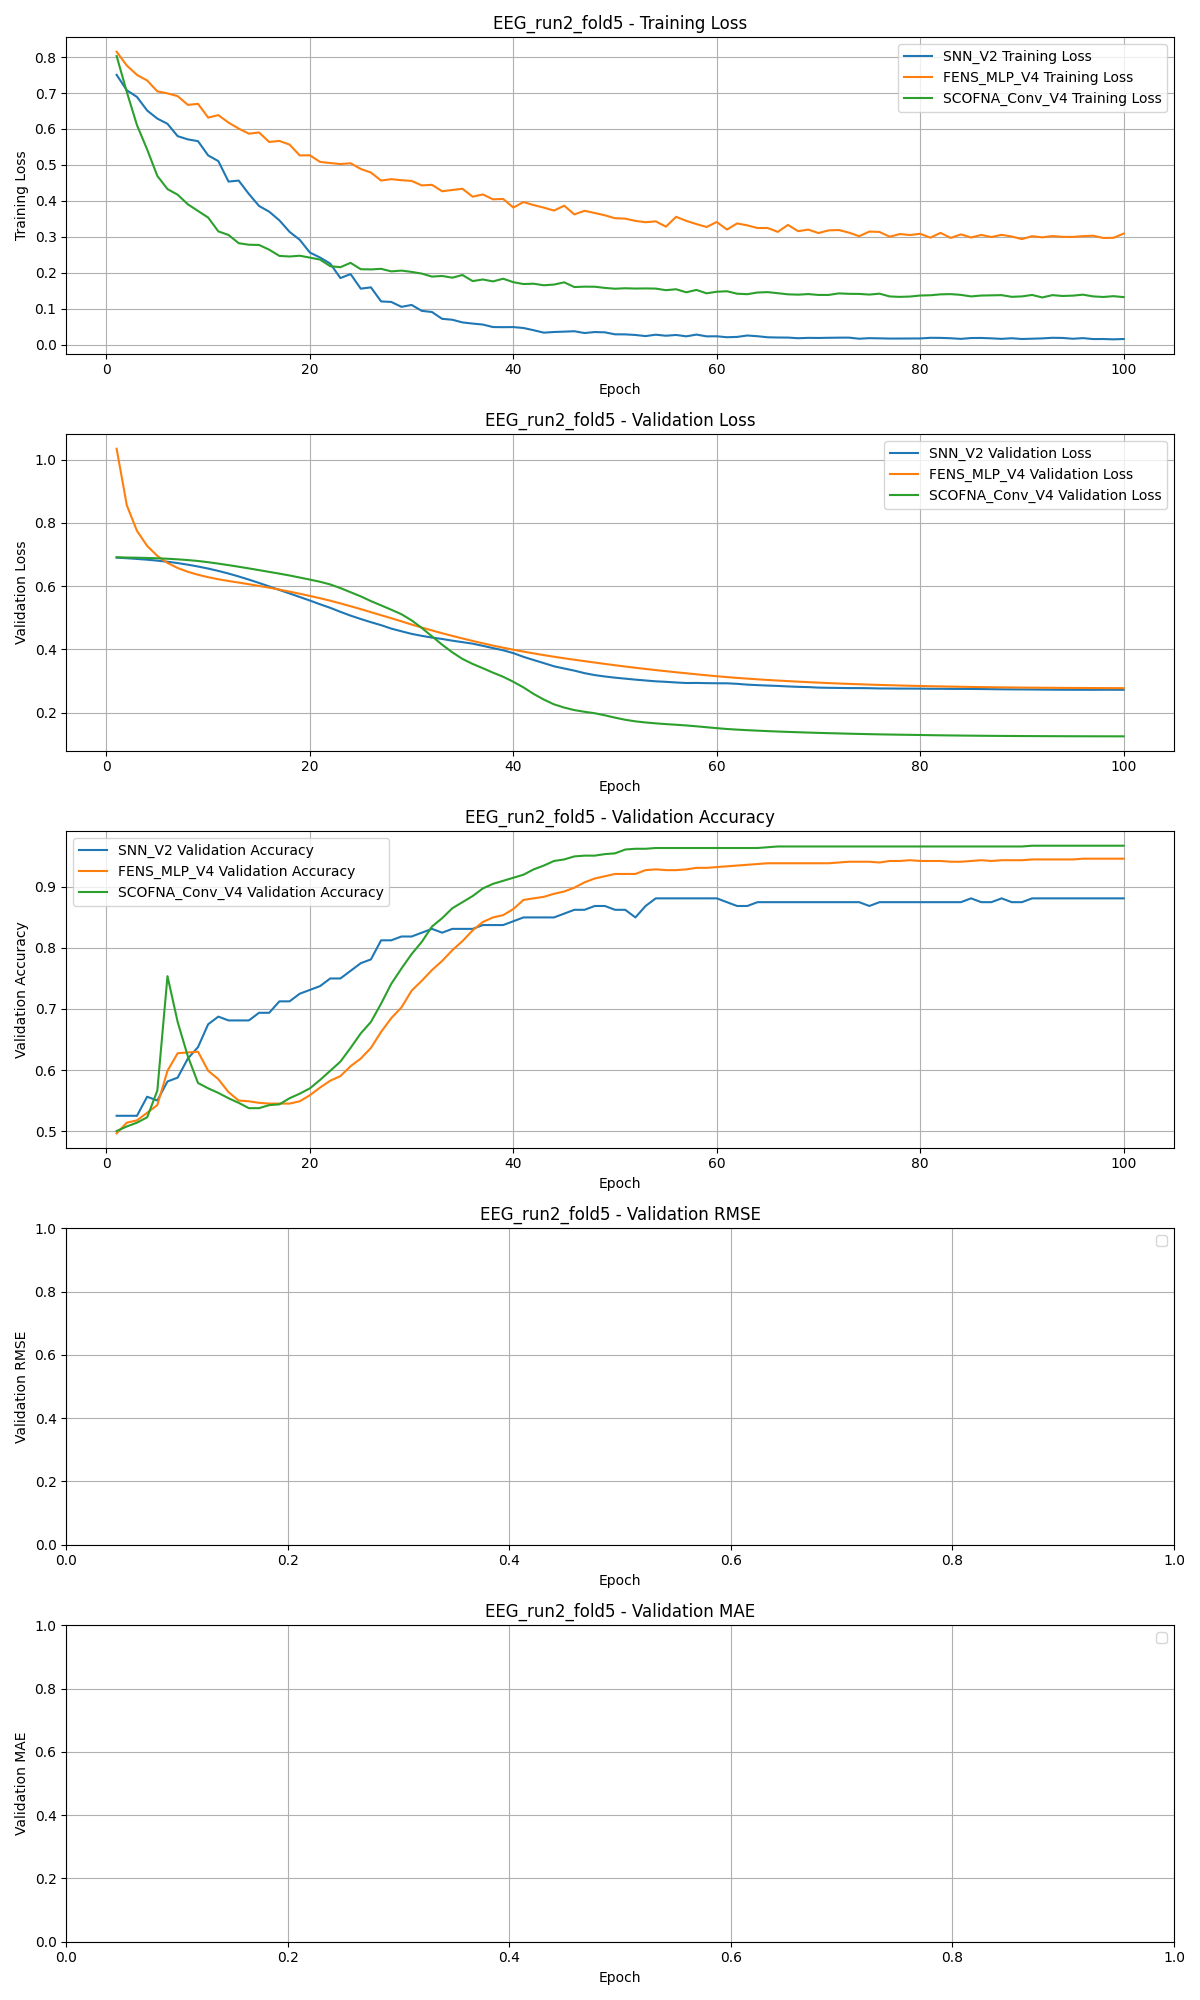 EEG_run2_fold5 - Training Loss
SNN_V2 Training Loss
FENS_MLP_V4 Training Loss
SCOFNA_Conv_V4 Training Loss
Training Loss
0.8
0.7
0.6
0.5
0.4
0.3
0.2
0.1
0.0
0 20 40 60 80 100
Epoch
EEG_run2_fold5 - Validation Loss
SNN_V2 Validation Loss
FENS_MLP_V4 Validation Loss
SCOFNA_Conv_V4 Validation Loss
Validation Loss
1.0
0.8
0.6
0.4
0.2
0 20 40 60 80 100
Epoch
EEG_run2_fold5 - Validation Accuracy
SNN_V2 Validation Accuracy
FENS_MLP_V4 Validation Accuracy
SCOFNA_Conv_V4 Validation Accuracy
Validation Accuracy
0.9
0.8
0.7
0.6
0.5
0 20 40 60 80 100
Epoch
EEG_run2_fold5 - Validation RMSE
Validation RMSE
1.0
0.8
0.6
0.4
0.2
0.0
0.0 0.2 0.4 0.6 0.8 1.0
Epoch
EEG_run2_fold5 - Validation MAE
Validation MAE
1.0
0.8
0.6
0.4
0.2
0.0
0.0 0.2 0.4 0.6 0.8 1.0
Epoch